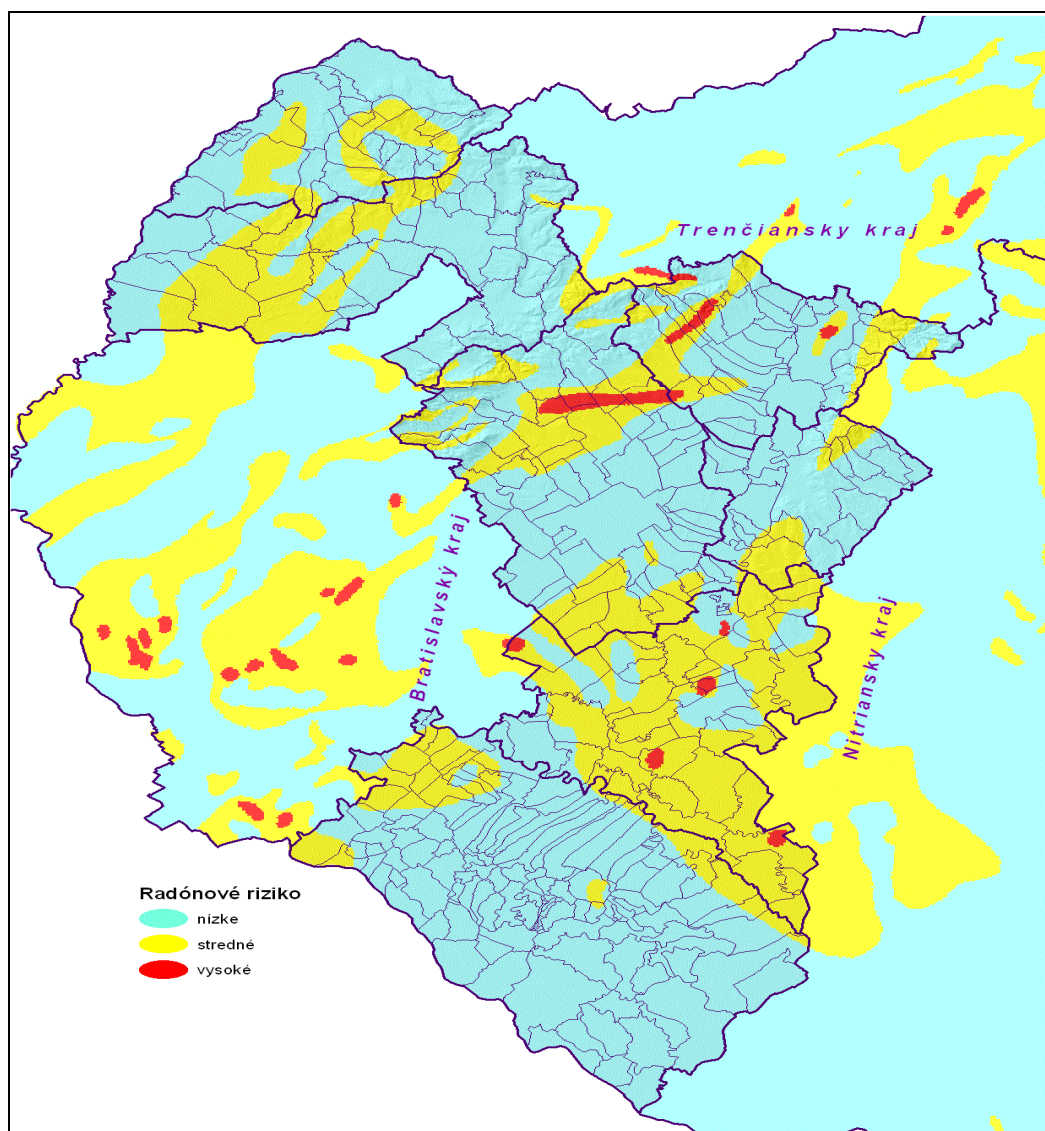 Trenčiansky kraj
Bratislavský kraj
Nitriansky kraj
Radónové riziko
nízke
stredné
vysoké